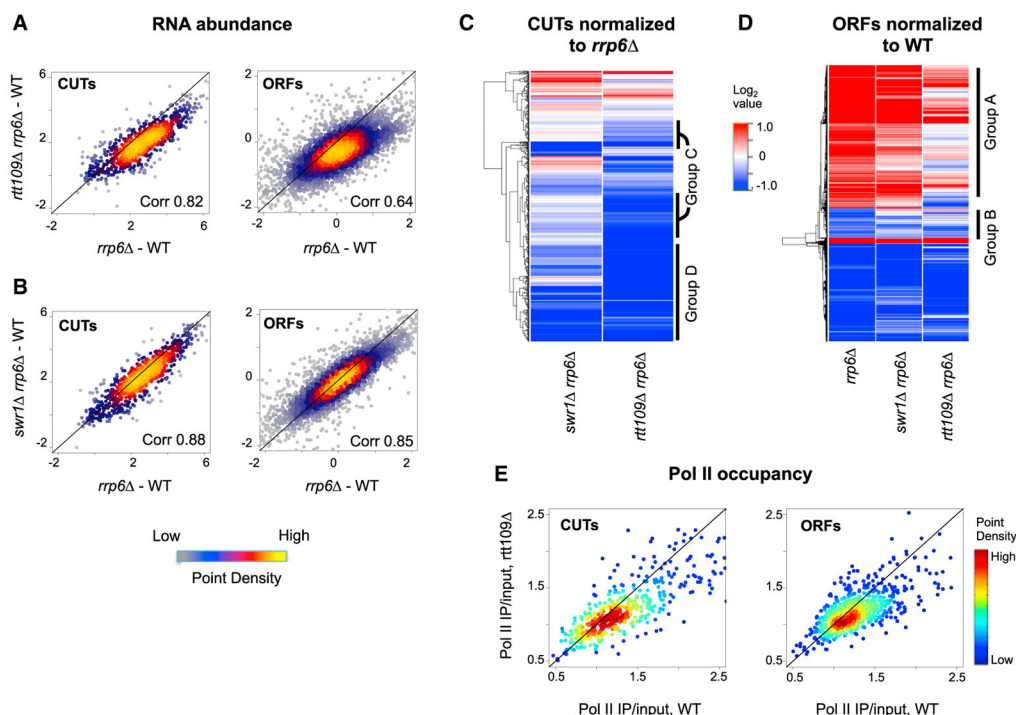 A
RNA abundance
CUTs
ORFs
rtt109Δ rrp6Δ - WT
6
2
-2
Corr 0.82
-2
2
6
rrp6Δ - WT
2
0
-2
Corr 0.64
-2
0
2
rrp6Δ - WT
B
CUTs
ORFs
swr1Δ rrp6Δ - WT
6
2
-2
Corr 0.88
-2
2
6
rrp6Δ - WT
2
0
-2
Corr 0.85
-2
0
2
rrp6Δ - WT
Low
High
Point Density
C
CUTs normalized
to rrp6Δ
Group C
Group D
swr1Δ rrp6Δ
rtt109Δ rrp6Δ
Log2
value
1.0
0
- 1.0
D
ORFs normalized
to WT
Group A
Group B
rrp6Δ
swr1Δ rrp6Δ
rtt109Δ rrp6Δ
E
Pol II occupancy
CUTs
ORFs
Pol II IP/input, rtt109Δ
2.5
1.5
0.5
0.5
1.5
2.5
Pol II IP/input, WT
2.5
1.5
0.5
0.5
1.5
2.5
Pol II IP/input, WT
Point
Density
High
Low